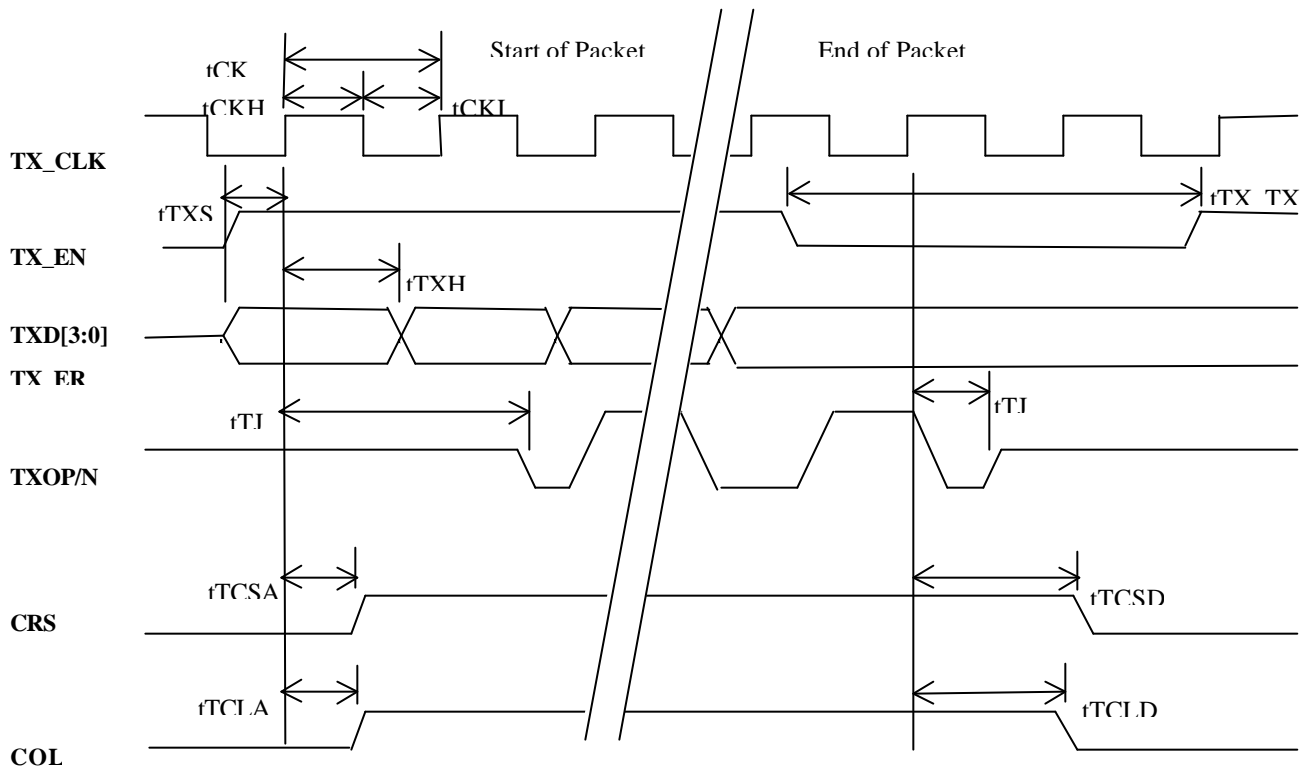 Start of Packet
End of Packet
tCK
tCKH
tCKL
TX_CLK
tTXS
tTX_TX
TX_EN
tTXH
TXD[3:0]
TX_ER
tTJ
tTJ
TXOP/N
tTCSA
tTCSD
CRS
tTCLA
tTCLD
COL